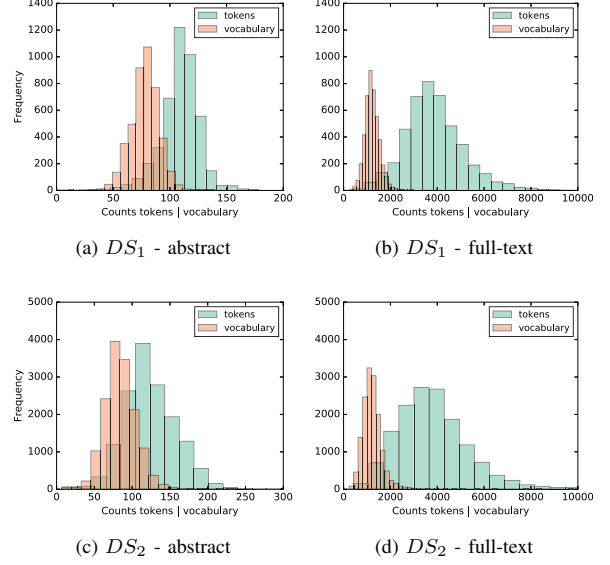 1400
1200
1000
800
600
400
200
0
Frequency
0 50 100 150 200
Counts tokens | vocabulary
tokens
vocabulary
(a) DS1 - abstract
1400
1200
1000
800
600
400
200
0
0 2000 4000 6000 8000 10000
Counts tokens | vocabulary
tokens
vocabulary
(b) DS1 - full-text
5000
4000
3000
2000
1000
0
Frequency
0 50 100 150 200 250 300
Counts tokens | vocabulary
tokens
vocabulary
(c) DS2 - abstract
5000
4000
3000
2000
1000
0
0 2000 4000 6000 8000 10000
Counts tokens | vocabulary
tokens
vocabulary
(d) DS2 - full-text